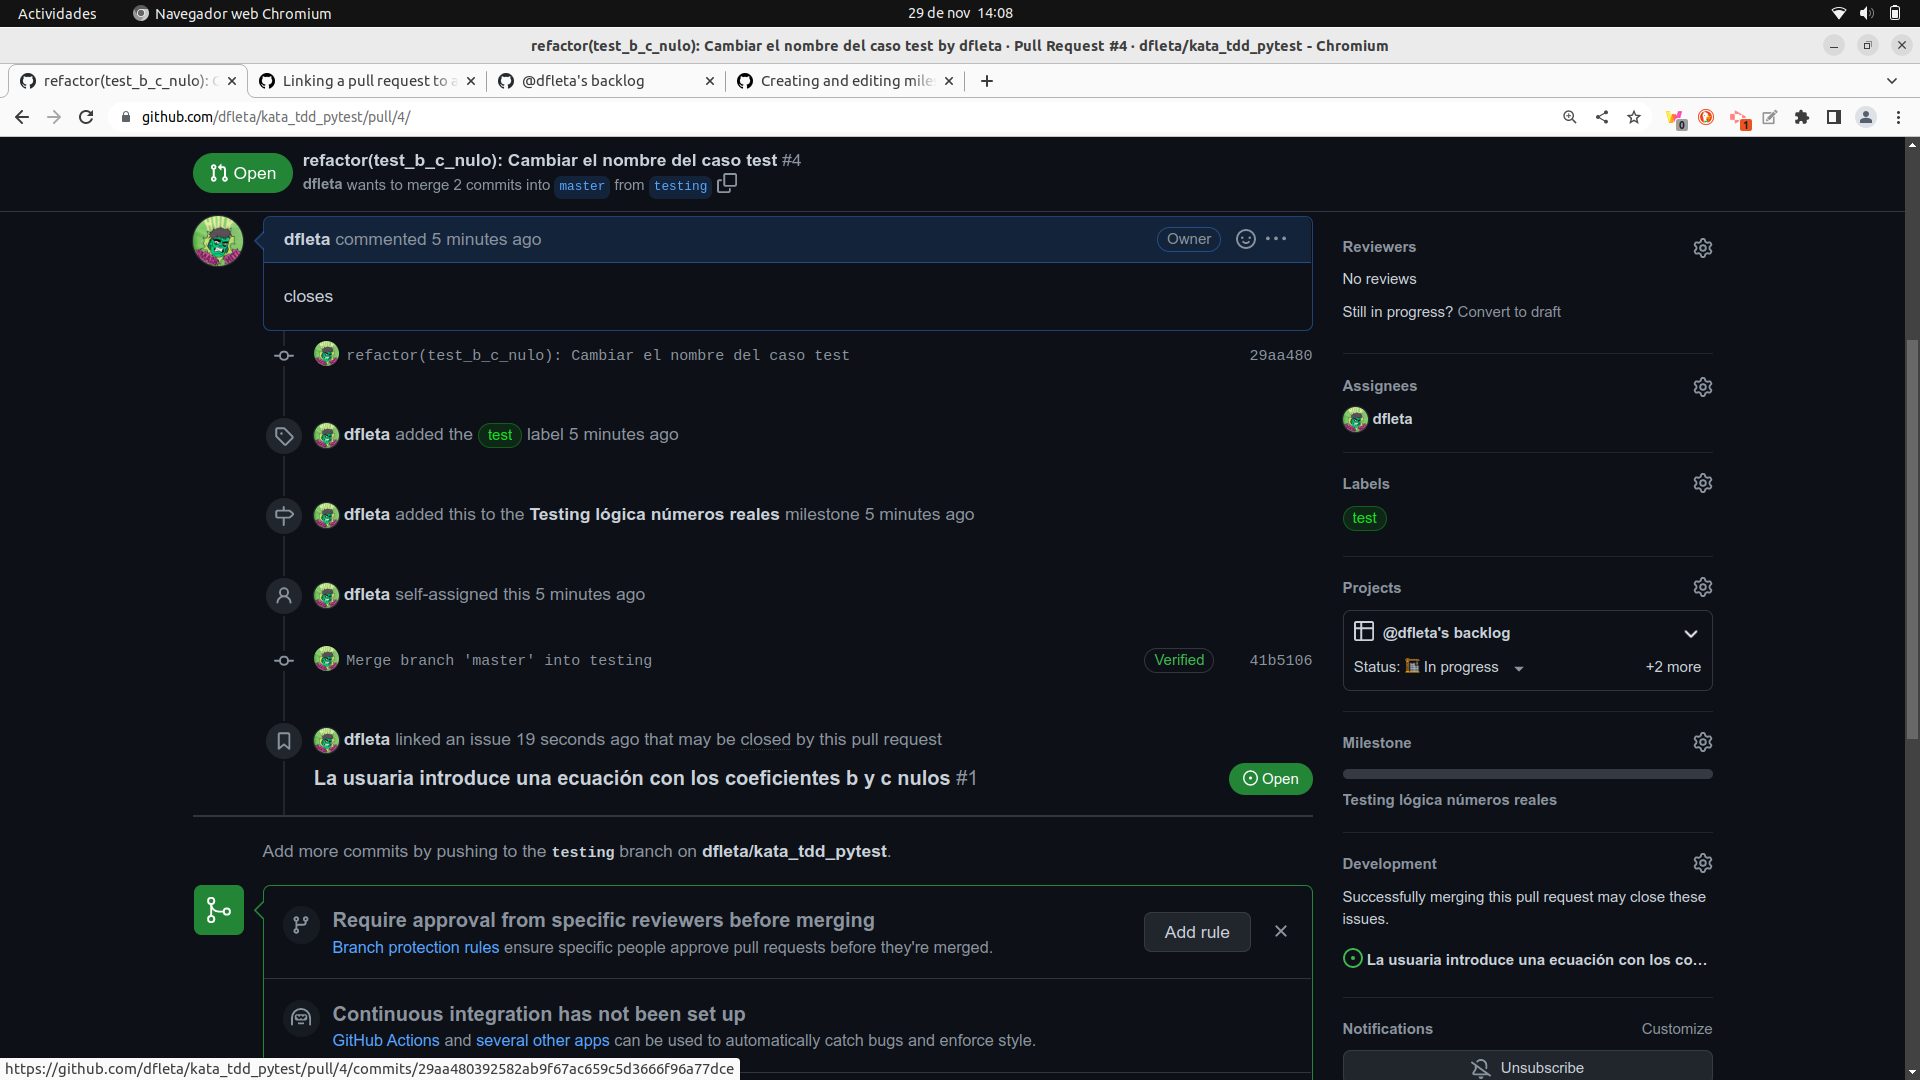 Actividades
Navegador web Chromium
29 de nov 14:08
refactor(test_b_c_nulo): Cambiar el nombre del caso test by dfleta · Pull Request #4 · dfleta/kata_tdd_pytest - Chromium
refactor(test_b_c_nulo):
Linking a pull request to
@dfleta's backlog
Creating and editing
github.com/dfleta/kata_tdd_pytest/pull/4/
0
1
Open
refactor(test_b_c_nulo): Cambiar el nombre del caso test #4
dfleta wants to merge 2 commits into master from testing
dfleta commented 5 minutes ago
Owner
closes
refactor(test_b_c_nulo): Cambiar el nombre del caso test
29aa480
dfleta added the test label 5 minutes ago
dfleta added this to the Testing lógica números reales milestone 5 minutes ago
dfleta self-assigned this 5 minutes ago
Merge branch 'master' into testing
Verified
41b5106
dfleta linked an issue 19 seconds ago that may be closed by this pull request
La usuaria introduce una ecuación con los coeficientes b y c nulos #1
Open
Add more commits by pushing to the testing branch on dfleta/kata_tdd_pytest.
Require approval from specific reviewers before merging
Branch protection rules ensure specific people approve pull requests before they're merged.
Add rule
Continuous integration has not been set up
GitHub Actions and several other apps can be used to automatically catch bugs and enforce style.
Reviewers
No reviews
Still in progress? Convert to draft
Assignees
dfleta
Labels
test
Projects
@dfleta's backlog
Status: In progress
+2 more
Milestone
Testing lógica números reales
Development
Successfully merging this pull request may close these
issues.
La usuaria introduce una ecuación con los co...
Notifications
Customize
Unsubscribe
https://github.com/dfleta/kata_tdd_pytest/pull/4/commits/29aa480392582ab9f67ac659c5d3666f96a77dce